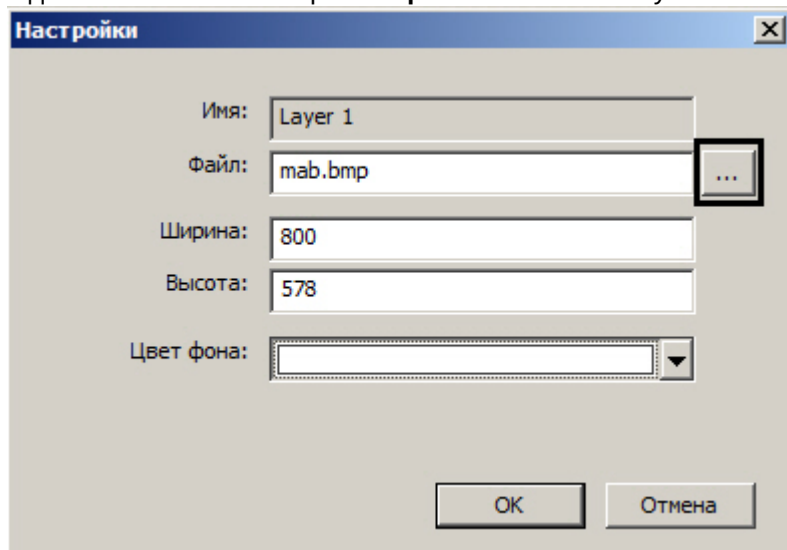 Настройки
Имя: Layer 1
Файл: mab.bmp ...
Ширина: 800
Высота: 578
Цвет фона:
OK Отмена